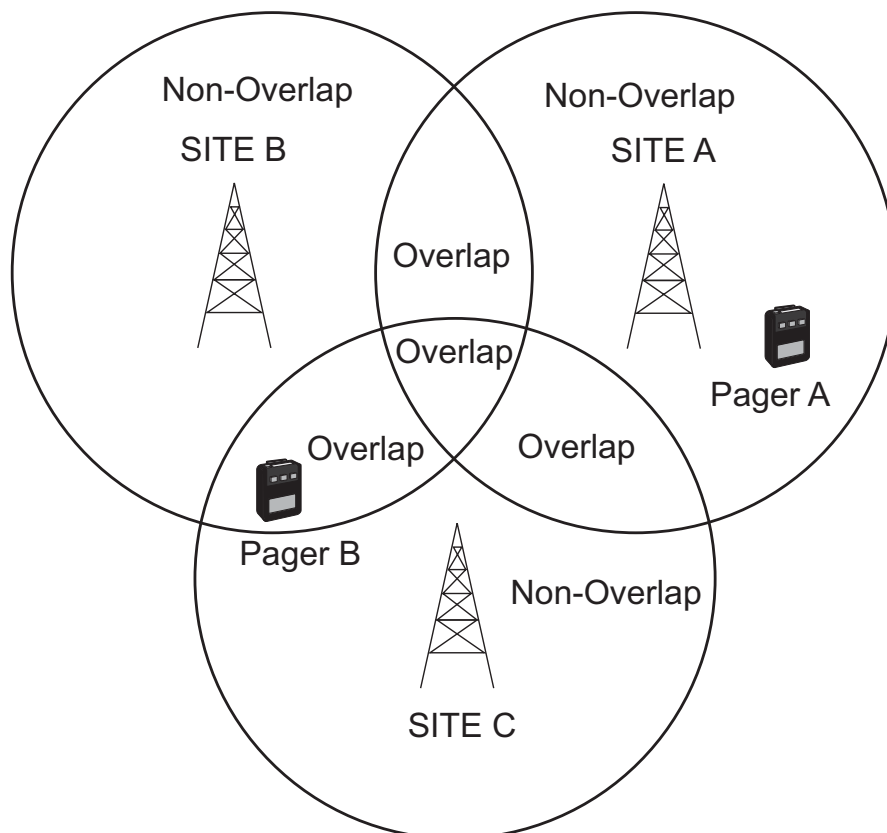 Non-Overlap
SITE B
Non-Overlap
SITE A
Overlap
Overlap
Pager A
Overlap
Overlap
Pager B
Non-Overlap
SITE C